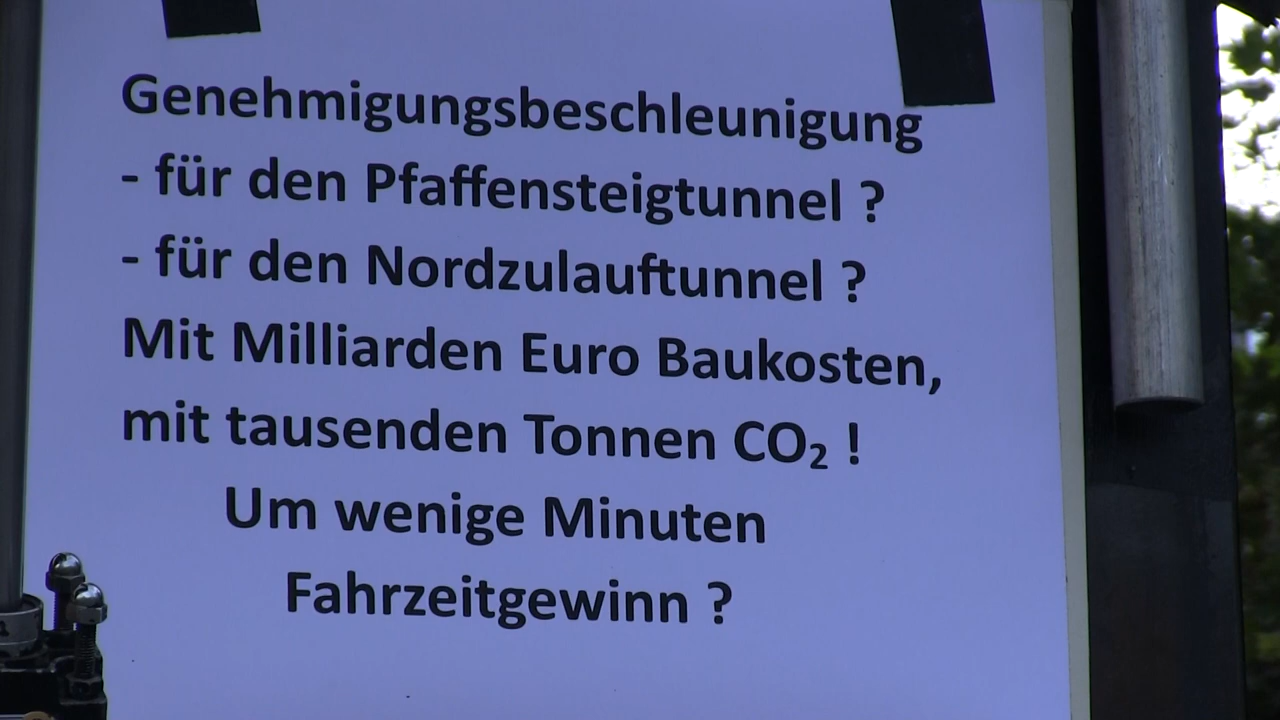 Genehmigungsbeschleunigung
- für den Pfaffensteigtunnel ?
- für den Nordzulauftunnel ?
Mit Milliarden Euro Baukosten,
mit tausenden Tonnen CO₂ !
Um wenige Minuten
Fahrzeitgewinn ?